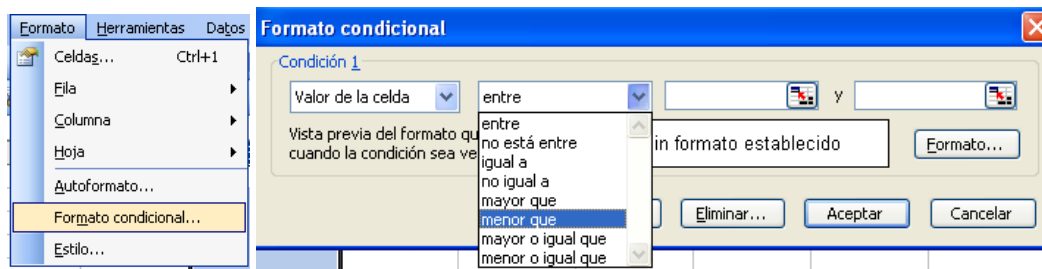 Formato Herramientas Datos
Celdas... Ctrl+1
Fila
Columna
Hoja
Autoformato...
Formato condicional...
Estilo...
Formato condicional
Condición 1
Valor de la celda entre y
entre
no está entre
igual a
no igual a
mayor que
menor que
mayor o igual que
menor o igual que
Vista previa del formato qu
cuando la condición sea ve
in formato establecido
Formato...
Eliminar... Aceptar Cancelar